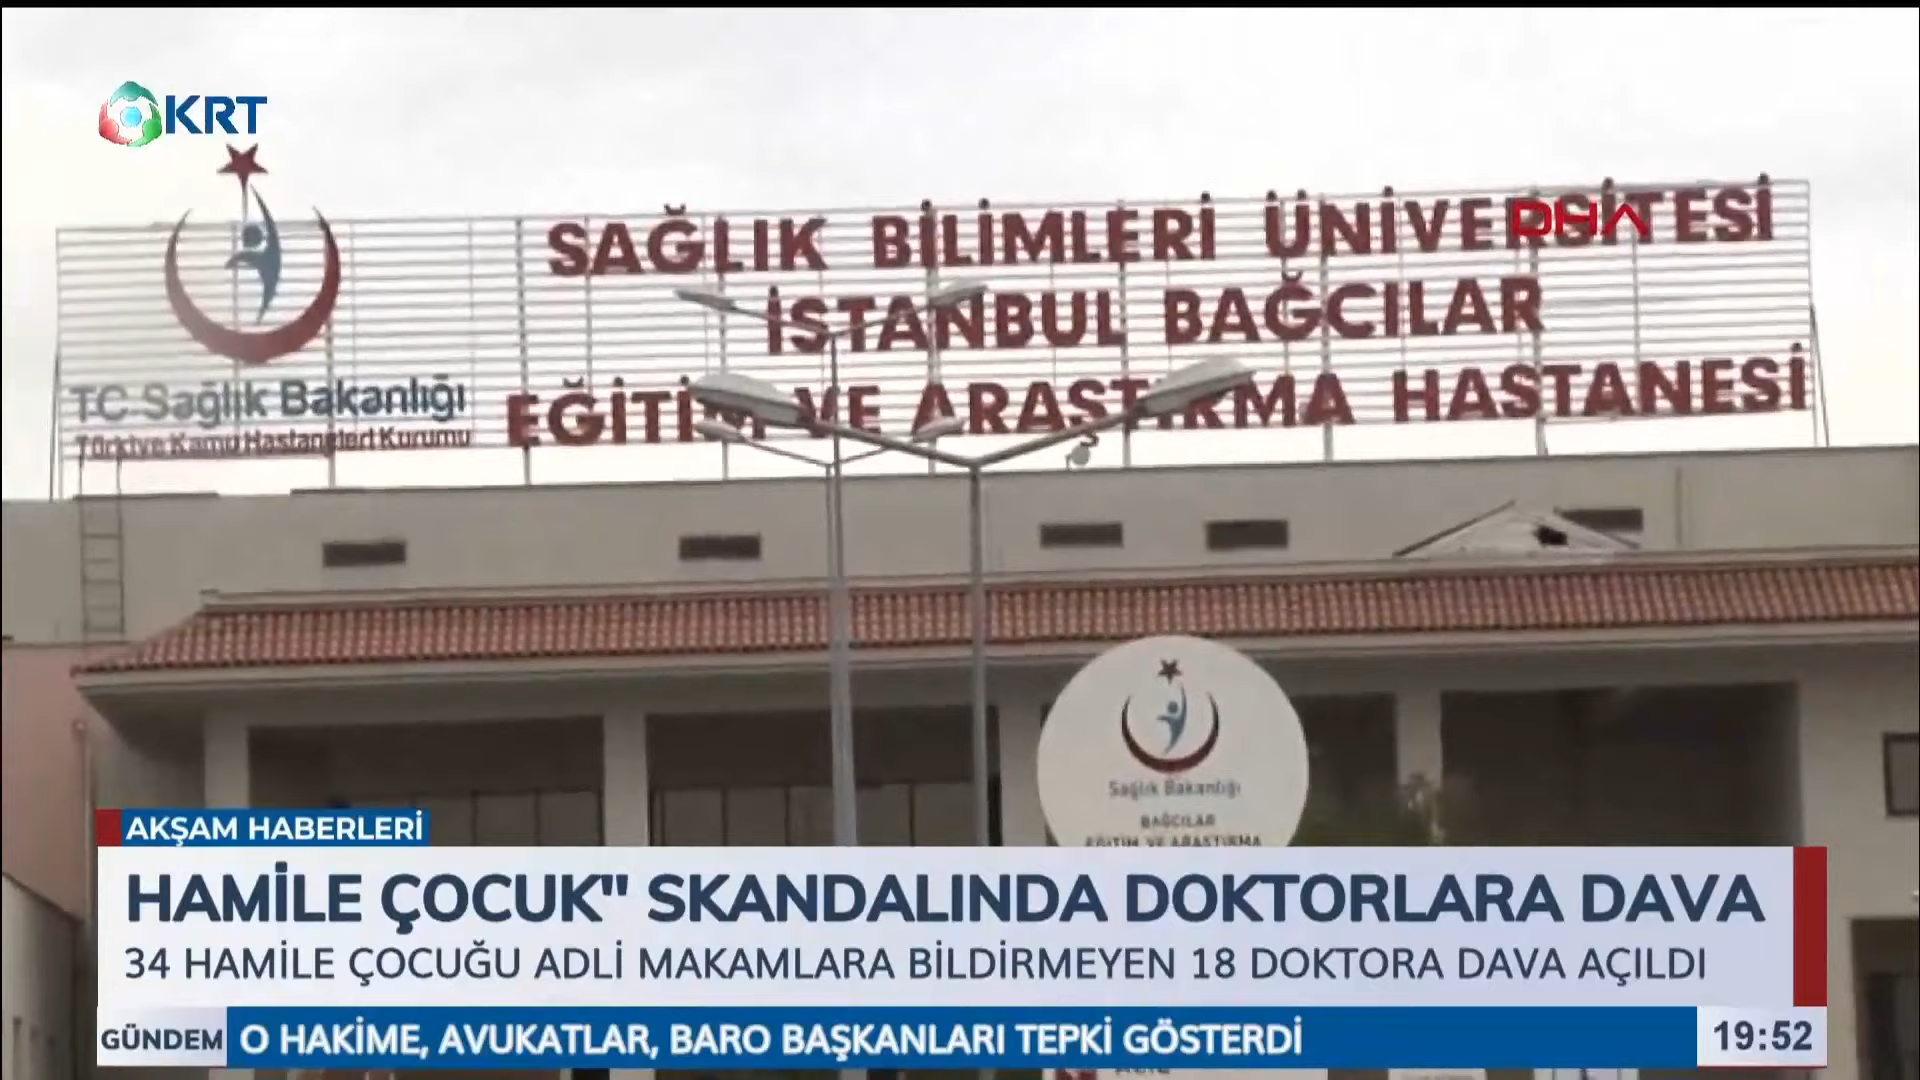 KRT
SAĞLIK BİLİMLERİ ÜNİVERSİTESİ
DHA
İSTANBUL BAĞCILAR
EĞİTİM VE ARAŞTIRMA HASTANESİ
T.C. Sağlık Bakanlığı
Türkiye Kamu Hastaneleri Kurumu
Sağlık Bakanlığı
BAĞCILAR
EĞİTİM VE ARAŞTIRMA
AKŞAM HABERLERİ
HAMİLE ÇOCUK" SKANDALINDA DOKTORLARA DAVA
34 HAMİLE ÇOCUĞU ADLİ MAKAMLARA BİLDİRMEYEN 18 DOKTORA DAVA AÇILDI
GÜNDEM O HAKİME, AVUKATLAR, BARO BAŞKANLARI TEPKİ GÖSTERDİ 19:52